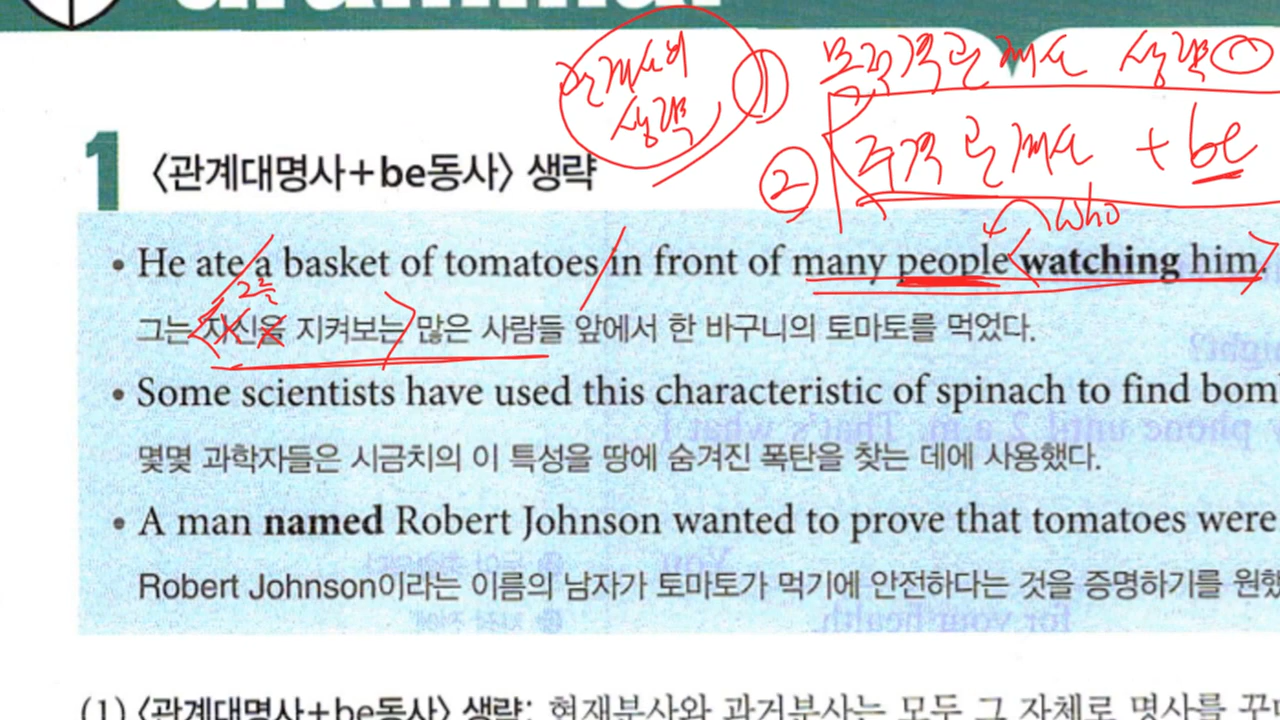 grammar
관계사의
생략
① 목적격관계사 생략 ○
② 주격관계사 + be
1 〈관계대명사+be동사〉 생략
who
• He ate a basket of tomatoes in front of many people watching him.
그를
그는 자신을 지켜보는 많은 사람들 앞에서 한 바구니의 토마토를 먹었다.
• Some scientists have used this characteristic of spinach to find bom
몇몇 과학자들은 시금치의 이 특성을 땅에 숨겨진 폭탄을 찾는 데에 사용했다.
• A man named Robert Johnson wanted to prove that tomatoes were
Robert Johnson이라는 이름의 남자가 토마토가 먹기에 안전하다는 것을 증명하기를 원했
(1) 〈관계대명사+be동사〉 생략: 현재분사와 과거분사는 모두 그 자체로 명사를 꾸